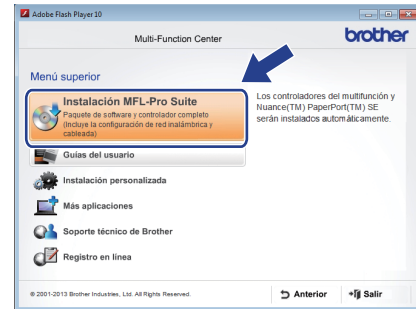 Adobe Flash Player 10
Multi-Function Center
brother
Menú superior
Instalación MFL-Pro Suite
Paquete de software y controlador completo
(Incluye la configuración de red inalámbrica y
cableada)
Los controladores del multifunción y
Nuance(TM) PaperPort(TM) SE
serán instalados automáticamente.
Guías del usuario
Instalación personalizada
Más aplicaciones
Soporte técnico de Brother
Registro en línea
© 2001-2013 Brother Industries, Ltd. All Rights Reserved.
Anterior
Salir